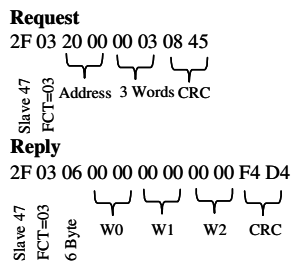 Request
2F 03 20 00 00 03 08 45
Slave 47
FCT=03
Address
3 Words
CRC
Reply
2F 03 06 00 00 00 00 00 00 F4 D4
Slave 47
FCT=03
6 Byte
W0
W1
W2
CRC